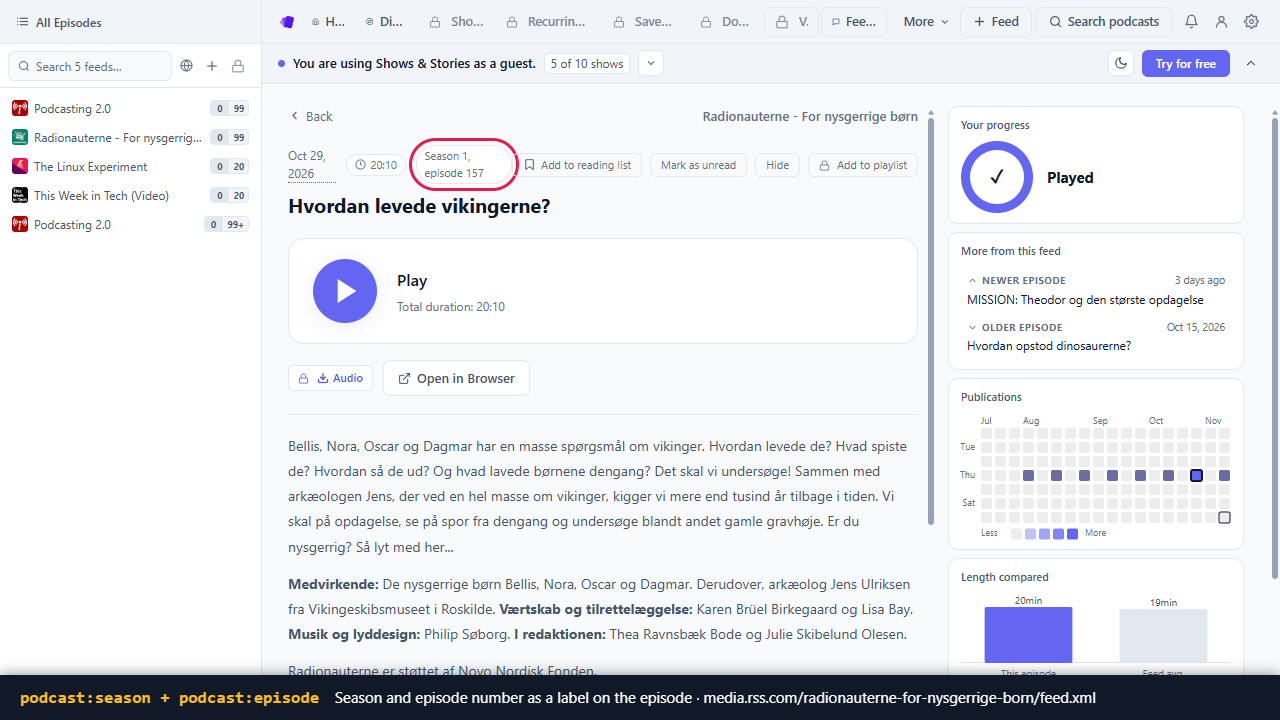 All Episodes
H...
Di...
Sho...
Recurrin...
Save...
Do...
V.
Fee...
More
Feed
Search podcasts
Search 5 feeds...
You are using Shows & Stories as a guest.
5 of 10 shows
Try for free
Podcasting 2.0
0 99
Radionauterne - For nysgerrig...
0 99
The Linux Experiment
0 20
This Week in Tech (Video)
0 20
Podcasting 2.0
0 99+
Back
Radionauterne - For nysgerrige børn
Oct 29, 2026
20:10
Season 1, episode 157
Add to reading list
Mark as unread
Hide
Add to playlist
Hvordan levede vikingerne?
Play
Total duration: 20:10
Audio
Open in Browser
Bellis, Nora, Oscar og Dagmar har en masse spørgsmål om vikinger. Hvordan levede de? Hvad spiste
de? Hvordan så de ud? Og hvad lavede børnene dengang? Det skal vi undersøge! Sammen med
arkæologen Jens, der ved en hel masse om vikinger, kigger vi mere end tusind år tilbage i tiden. Vi
skal på opdagelse, se på spor fra dengang og undersøge blandt andet gamle gravhøje. Er du
nysgerrig? Så lyt med her...
Medvirkende: De nysgerrige børn Bellis, Nora, Oscar og Dagmar. Derudover, arkæolog Jens Ulriksen
fra Vikingeskibsmuseet i Roskilde. Værtskab og tilrettelæggelse: Karen Brüel Birkegaard og Lisa Bay.
Musik og lyddesign: Philip Søborg. I redaktionen: Thea Ravnsbæk Bode og Julie Skibelund Olesen.
Radionauterne er støttet af Novo Nordisk Fonden.
Your progress
Played
More from this feed
NEWER EPISODE
3 days ago
MISSION: Theodor og den største opdagelse
OLDER EPISODE
Oct 15, 2026
Hvordan opstod dinosaurerne?
Publications
Jul Aug Sep Oct Nov
Tue
Thu
Sat
Less More
Length compared
20min
19min
This episode
Feed avg
podcast:season + podcast:episode Season and episode number as a label on the episode · media.rss.com/radionauterne-for-nysgerrige-born/feed.xml